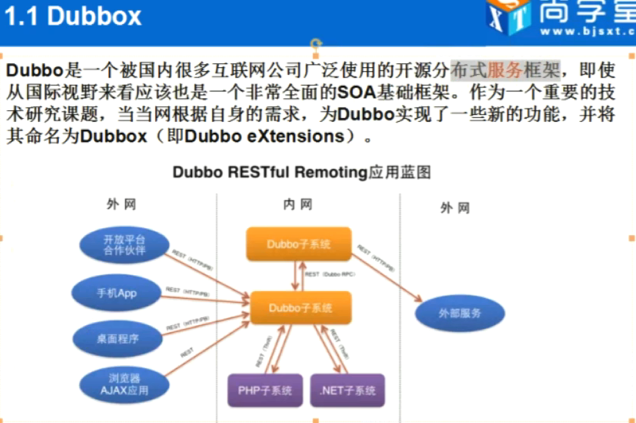 1.1 Dubbox
尚学堂
www.bjsxt.com
Dubbo是一个被国内很多互联网公司广泛使用的开源分布式服务框架，即使
从国际视野来看应该也是一个非常全面的SOA基础框架。作为一个重要的技
术研究课题，当当网根据自身的需求，为Dubbo实现了一些新的功能，并将
其命名为Dubbox（即Dubbo eXtensions）。
Dubbo RESTful Remoting应用蓝图
外网
内网
外网
开放平台
合作伙伴
REST (HTTP/PB)
Dubbo子系统
REST (HTTP/PB)
REST (Dubbo RPC)
手机App
REST (HTTP/PB)
Dubbo子系统
外部服务
桌面程序
REST (HTTP/PB)
浏览器
AJAX应用
REST
PHP子系统
.NET子系统